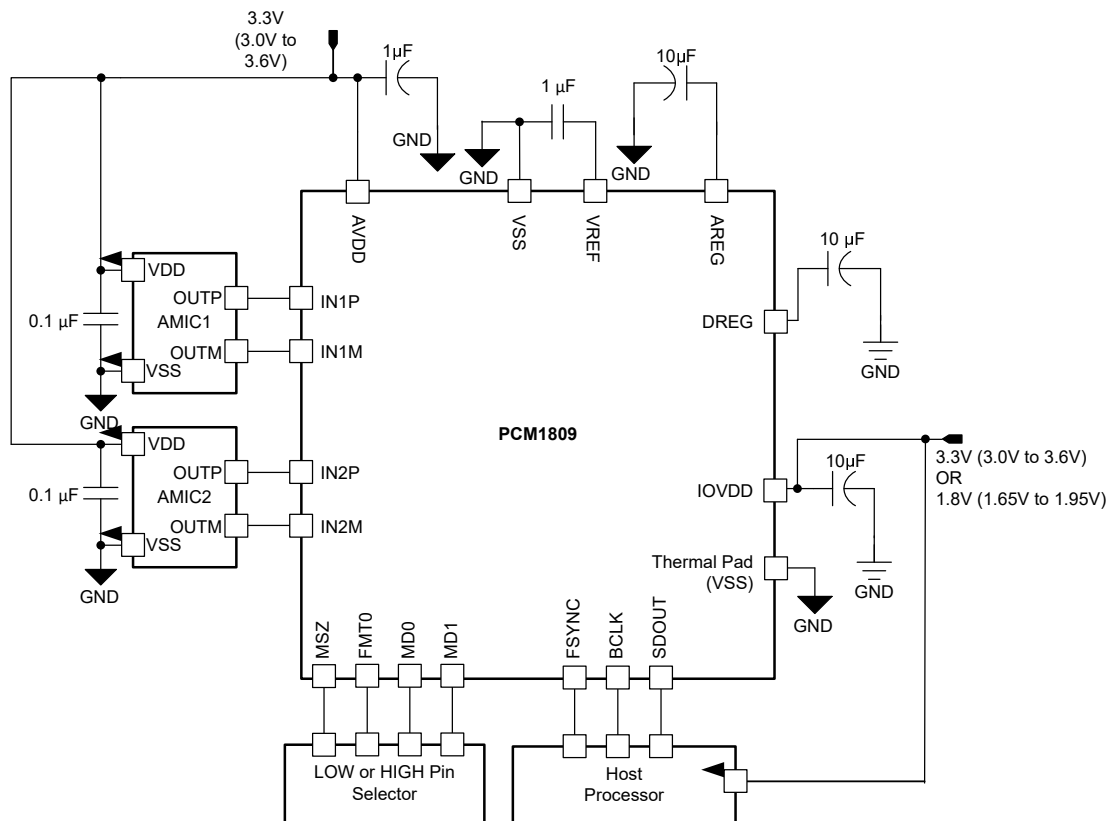 3.3V
(3.0V to
3.6V)
1µF
GND
1 µF
GND
10µF
GND
AVDD
VSS
VREF
AREG
10 µF
GND
DREG
VDD
OUTP
AMIC1
OUTM
VSS
0.1 µF
GND
IN1P
IN1M
VDD
OUTP
AMIC2
OUTM
VSS
0.1 µF
GND
IN2P
IN2M
PCM1809
IOVDD
10µF
GND
3.3V (3.0V to 3.6V)
OR
1.8V (1.65V to 1.95V)
Thermal Pad
(VSS)
GND
MSZ
FMT0
MD0
MD1
FSYNC
BCLK
SDOUT
LOW or HIGH Pin
Selector
Host
Processor